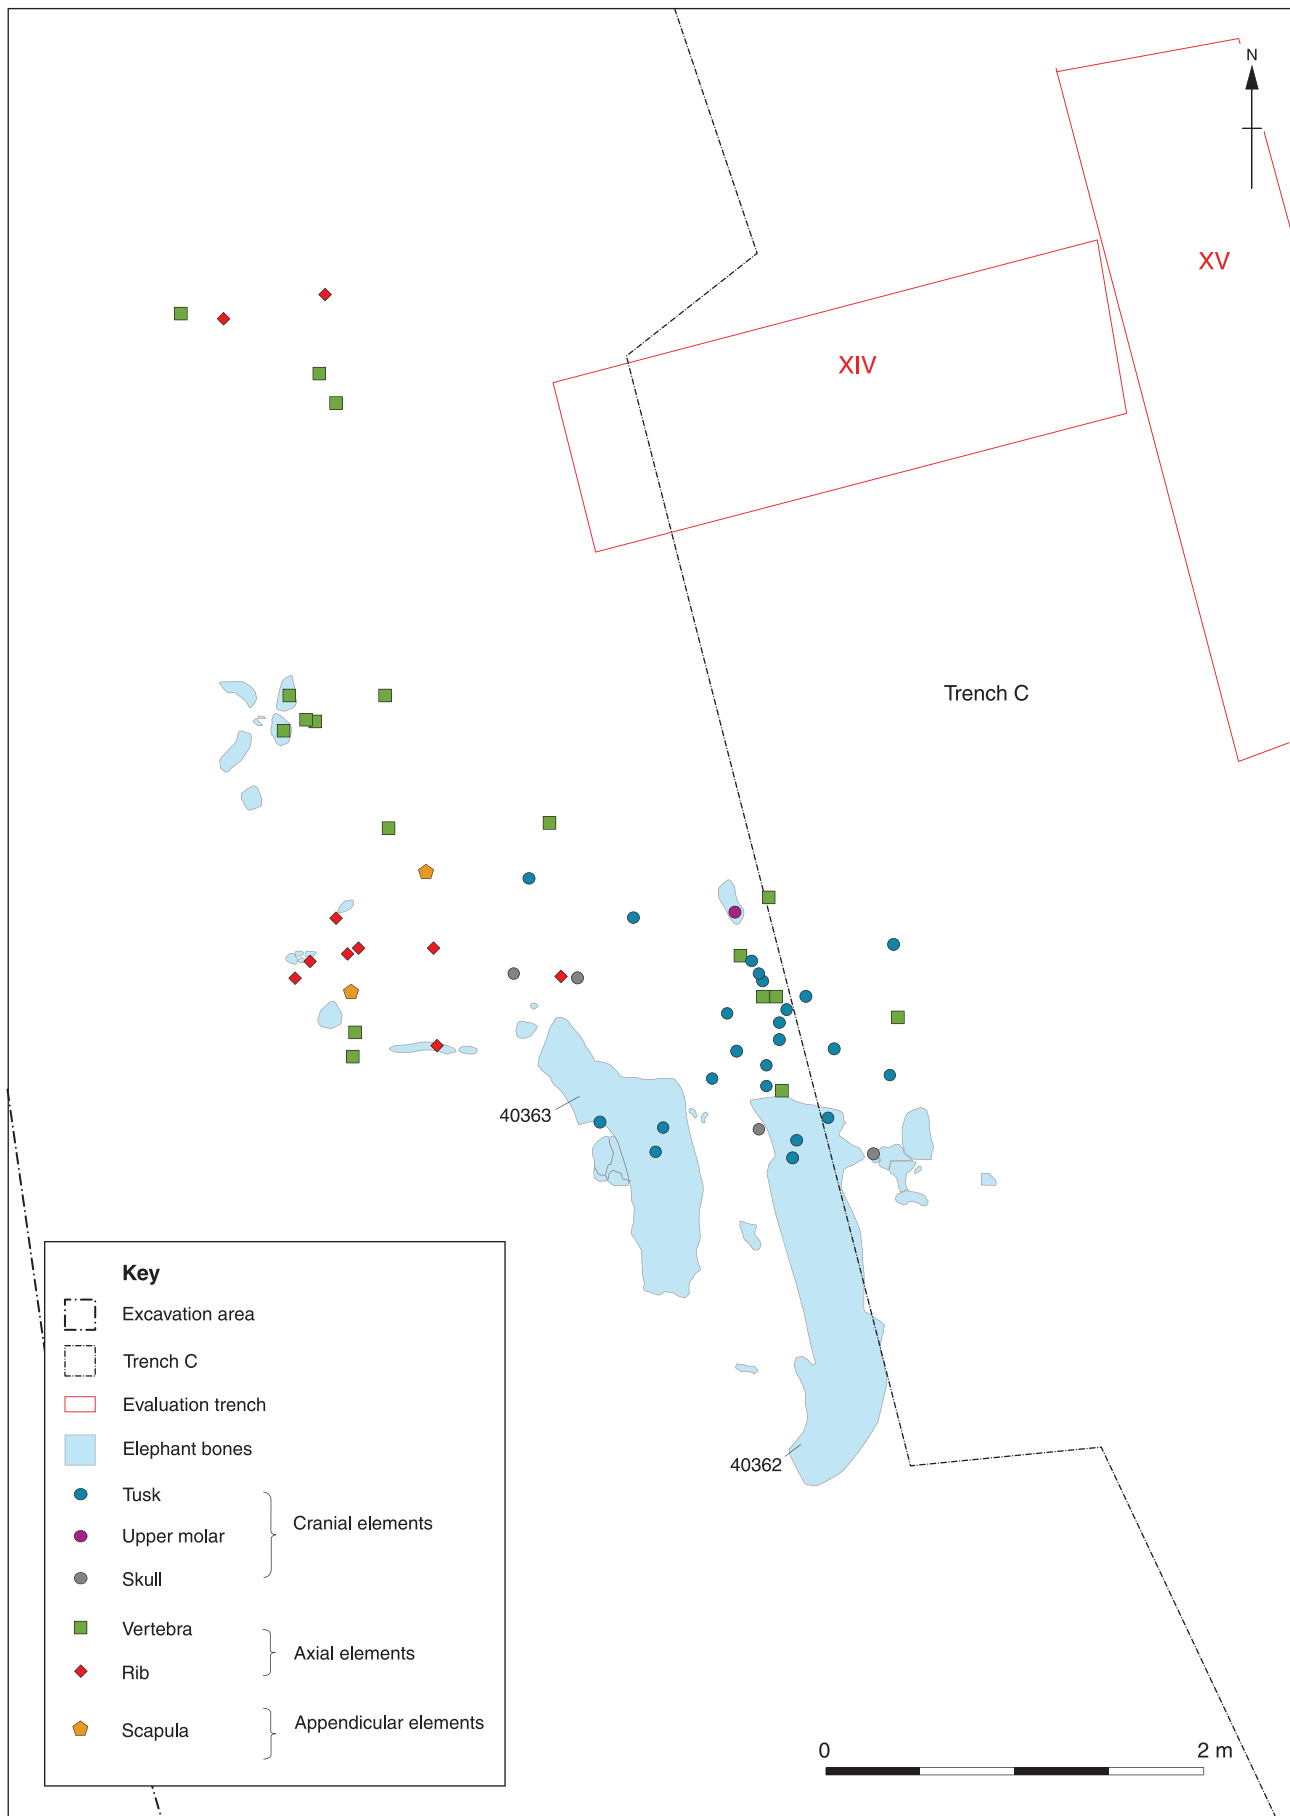 N
XV
XIV
Trench C
40363
40362
Key
Excavation area
Trench C
Evaluation trench
Elephant bones
Tusk
Upper molar
Skull
Cranial elements
Vertebra
Rib
Axial elements
Scapula
Appendicular elements
0 2 m